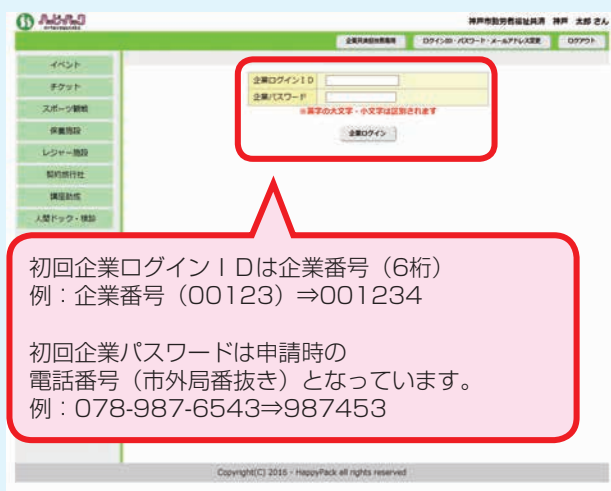 ハッピーパック
神戸市勤労者福祉共済 神戸 太郎 さん
企業共済担当者専用 ログインID・パスワード・メールアドレス変更 ログアウト
イベント
チケット
スポーツ観戦
保養施設
レジャー施設
契約旅行社
講座助成
人間ドック・検診
企業ログインID
企業パスワード
※英字の大文字・小文字は区別されます
企業ログイン
初回企業ログインIDは企業番号（6桁）
例：企業番号（00123）⇒001234
初回企業パスワードは申請時の
電話番号（市外局番抜き）となっています。
例：078-987-6543⇒987453
Copyright(C) 2016 - HappyPack all rights reserved